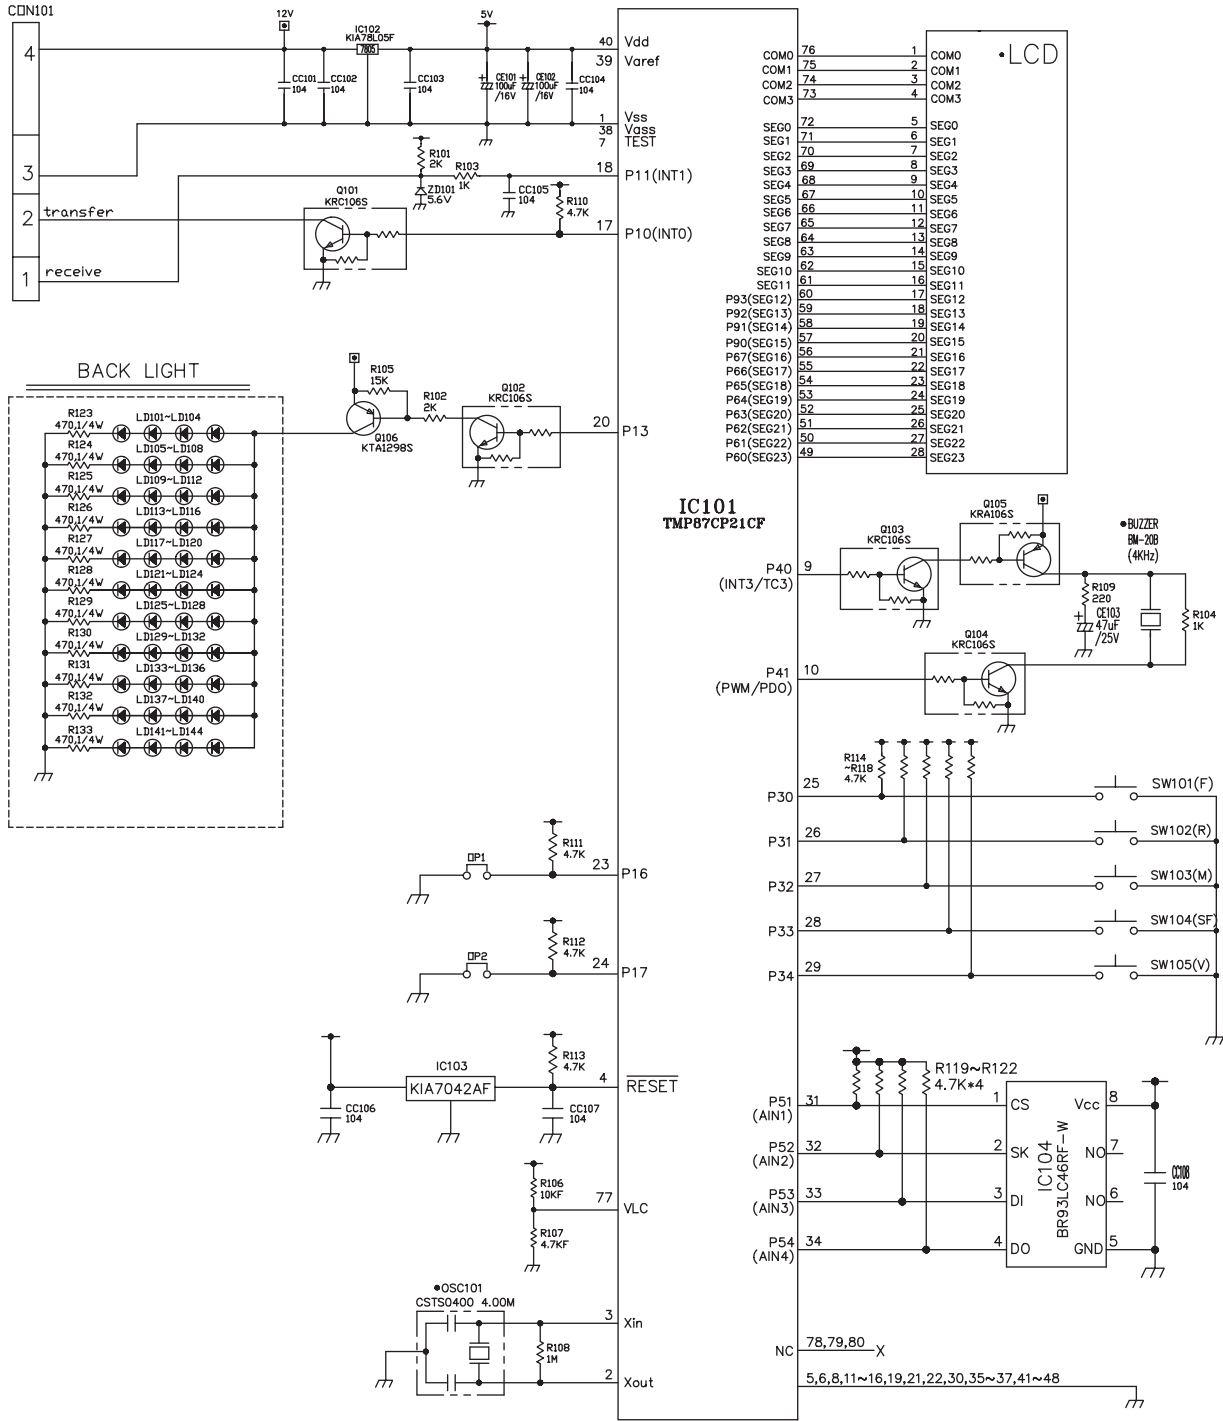 CON101
4
3
2
1
transfer
receive
12V
IC102
KIA78L05F
7805
5V
CC101
104
CC102
104
CC103
104
CE101
100uF
/16V
CE102
100uF
/16V
CC104
104
R101
2K
ZD101
5.6V
R103
1K
CC105
104
R110
4.7K
Q101
KRC106S
40
Vdd
39
Varef
1
Vss
38
Vass
7
TEST
18
P11(INT1)
17
P10(INT0)
BACK LIGHT
R123
470,1/4W
LD101~LD104
R124
470,1/4W
LD105~LD108
R125
470,1/4W
LD109~LD112
R126
470,1/4W
LD113~LD116
R127
470,1/4W
LD117~LD120
R128
470,1/4W
LD121~LD124
R129
470,1/4W
LD125~LD128
R130
470,1/4W
LD129~LD132
R131
470,1/4W
LD133~LD136
R132
470,1/4W
LD137~LD140
R133
470,1/4W
LD141~LD144
R105
15K
Q106
KTA1298S
R102
2K
Q102
KRC106S
20
P13
IC101
TMP87CP21CF
OP1
R111
4.7K
23
P16
OP2
R112
4.7K
24
P17
IC103
KIA7042AF
CC106
104
CC107
104
R113
4.7K
4
RESET
R106
10KF
R107
4.7KF
77
VLC
•OSC101
CSTS0400 4.00M
R108
1M
3
Xin
2
Xout
•LCD
COM0 76 1 COM0
COM1 75 2 COM1
COM2 74 3 COM2
COM3 73 4 COM3
SEG0 72 5 SEG0
SEG1 71 6 SEG1
SEG2 70 7 SEG2
SEG3 69 8 SEG3
SEG4 68 9 SEG4
SEG5 67 10 SEG5
SEG6 66 11 SEG6
SEG7 65 12 SEG7
SEG8 64 13 SEG8
SEG9 63 14 SEG9
SEG10 62 15 SEG10
SEG11 61 16 SEG11
P93(SEG12) 60 17 SEG12
P92(SEG13) 59 18 SEG13
P91(SEG14) 58 19 SEG14
P90(SEG15) 57 20 SEG15
P67(SEG16) 56 21 SEG16
P66(SEG17) 55 22 SEG17
P65(SEG18) 54 23 SEG18
P64(SEG19) 53 24 SEG19
P63(SEG20) 52 25 SEG20
P62(SEG21) 51 26 SEG21
P61(SEG22) 50 27 SEG22
P60(SEG23) 49 28 SEG23
P40
(INT3/TC3)
9
Q103
KRC106S
Q105
KRA106S
•BUZZER
BM-20B
(4KHz)
R109
220
CE103
47uF
/25V
R104
1K
P41
(PWM/PDO)
10
Q104
KRC106S
R114
~R118
4.7K
P30 25 SW101(F)
P31 26 SW102(R)
P32 27 SW103(M)
P33 28 SW104(SF)
P34 29 SW105(V)
R119~R122
4.7K*4
P51
(AIN1)
31
P52
(AIN2)
32
P53
(AIN3)
33
P54
(AIN4)
34
1 CS
2 SK
3 DI
4 DO
IC104
BR93LC46RF-W
Vcc 8
NO 7
NO 6
GND 5
CC108
104
NC 78,79,80 X
5,6,8,11~16,19,21,22,30,35~37,41~48